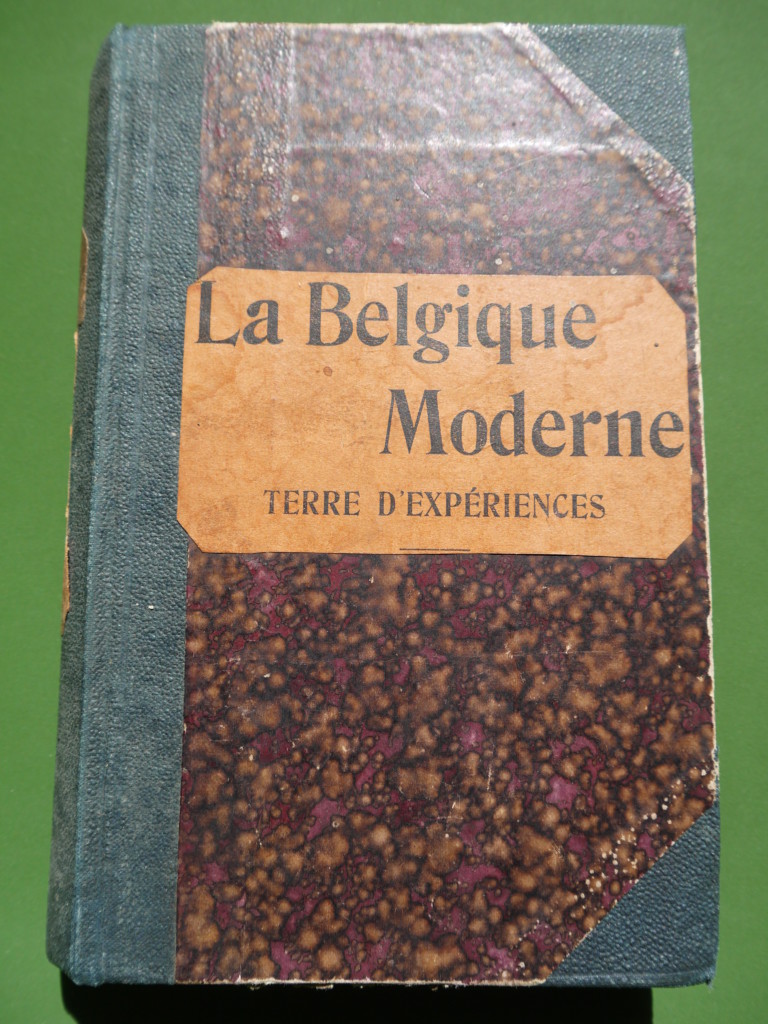 La Belgique
Moderne
TERRE D'EXPÉRIENCES